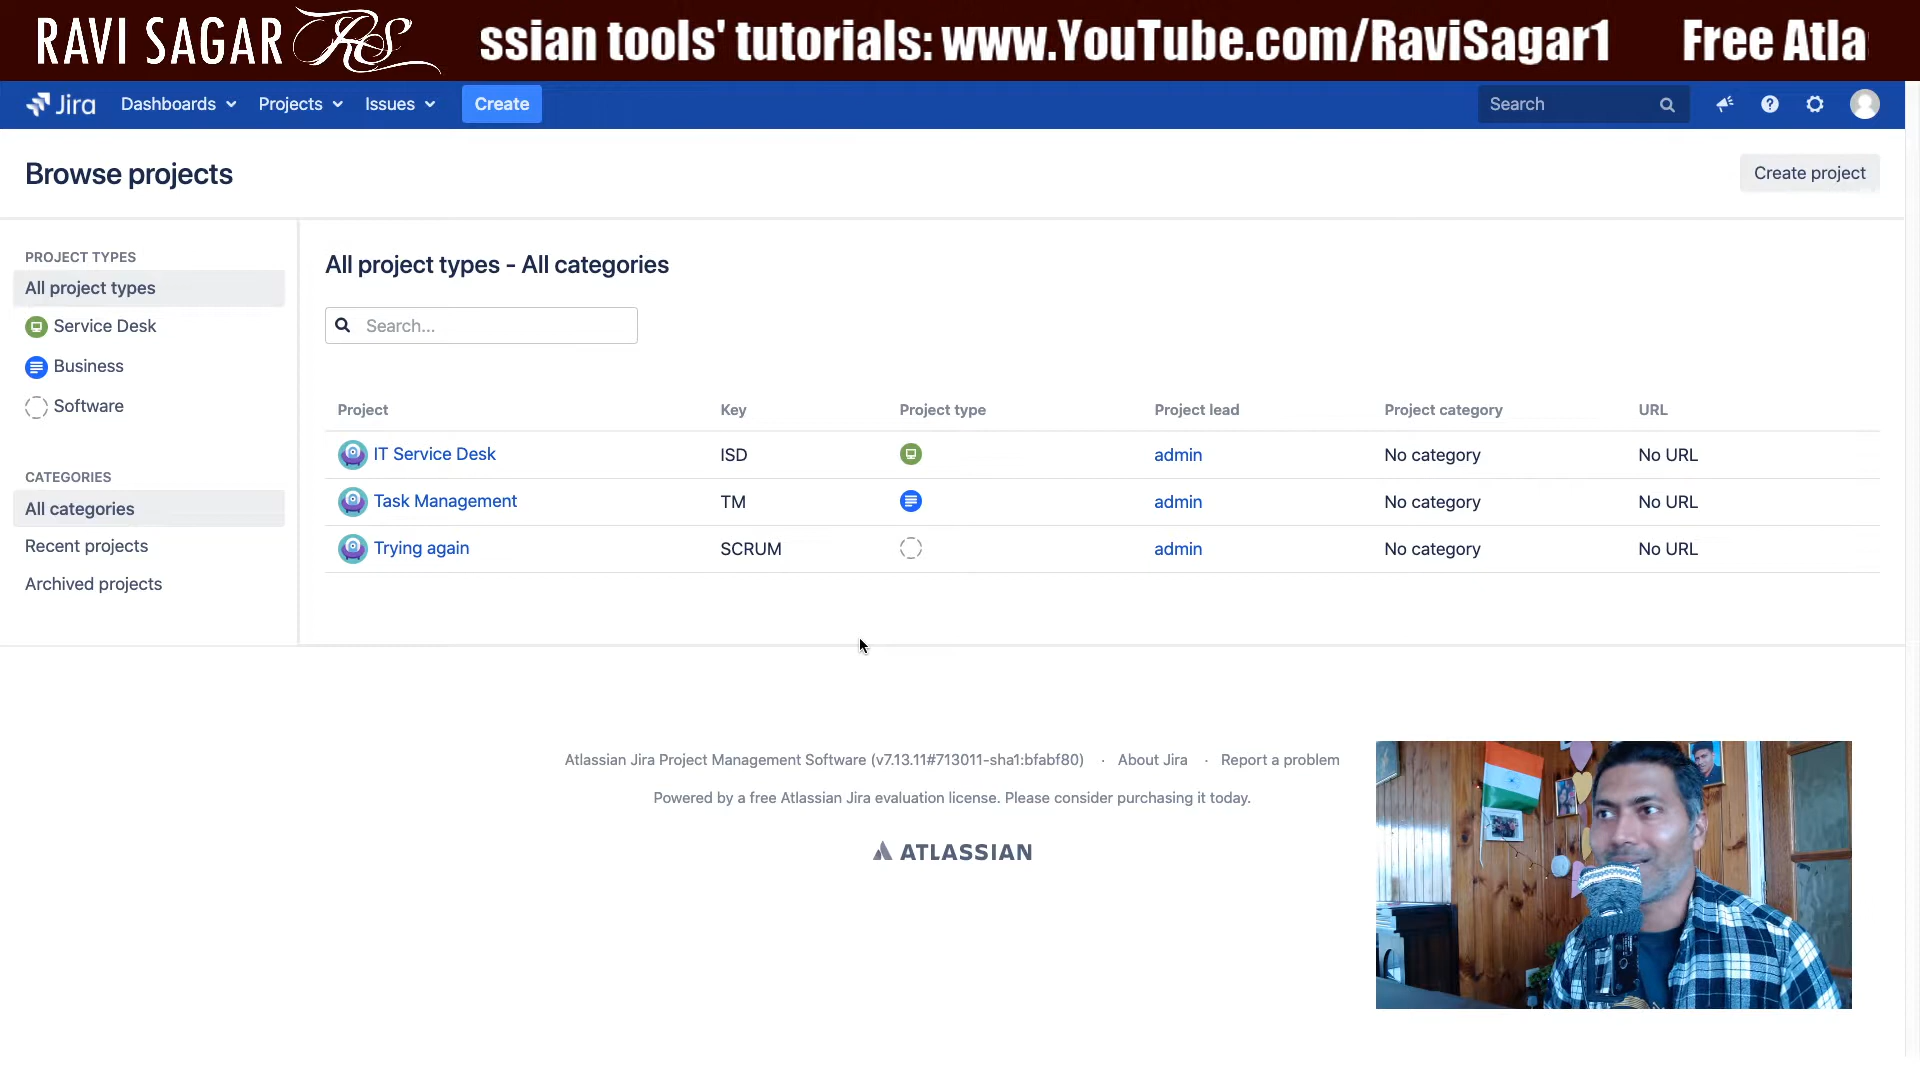 RAVI SAGAR RS ssian tools' tutorials: www.YouTube.com/RaviSagar1 Free Atla
Jira Dashboards Projects Issues Create Search
Browse projects Create project
PROJECT TYPES
All project types
Service Desk
Business
Software
CATEGORIES
All categories
Recent projects
Archived projects
All project types - All categories
Search...
Project Key Project type Project lead Project category URL
IT Service Desk ISD admin No category No URL
Task Management TM admin No category No URL
Trying again SCRUM admin No category No URL
Atlassian Jira Project Management Software (v7.13.11#713011-sha1:bfabf80) · About Jira · Report a problem
Powered by a free Atlassian Jira evaluation license. Please consider purchasing it today.
ATLASSIAN